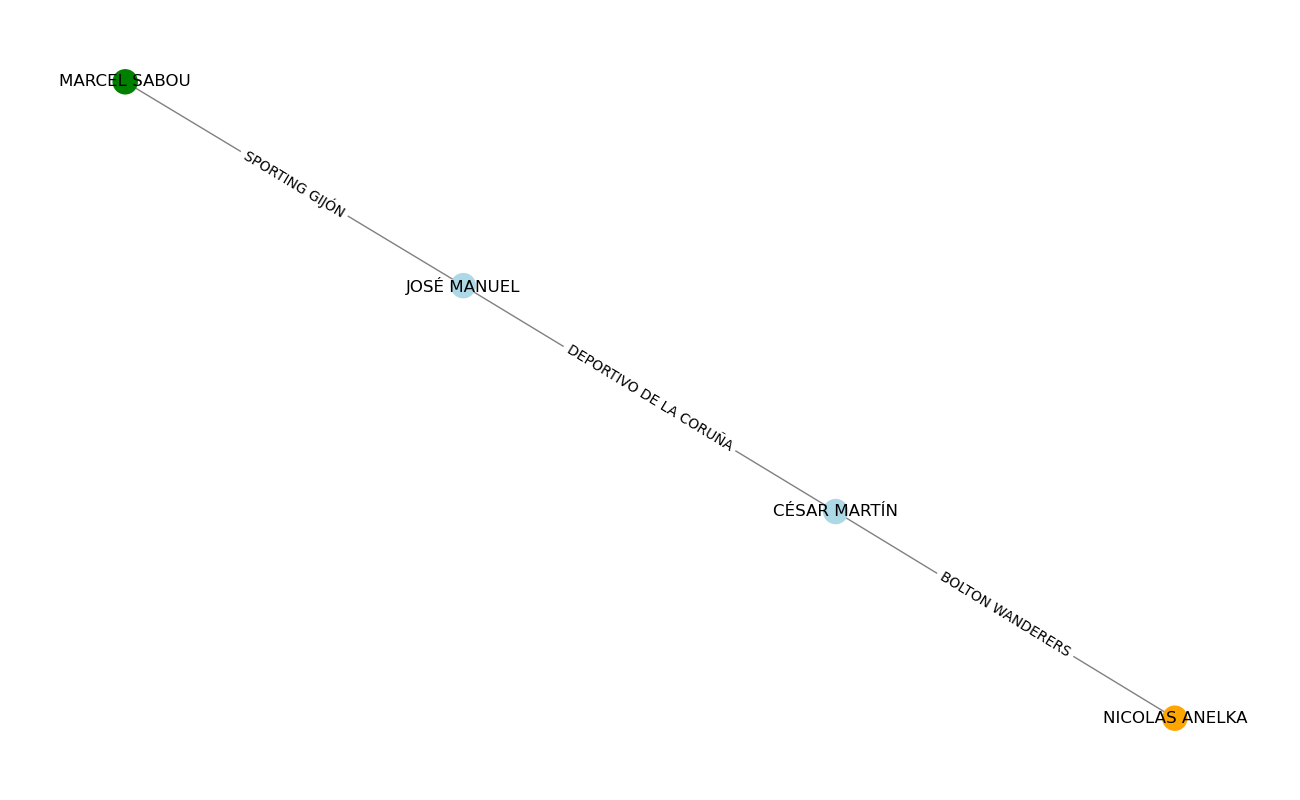 MARCEL SABOU
SPORTING GIJÓN
JOSÉ MANUEL
DEPORTIVO DE LA CORUÑA
CÉSAR MARTÍN
BOLTON WANDERERS
NICOLAS ANELKA